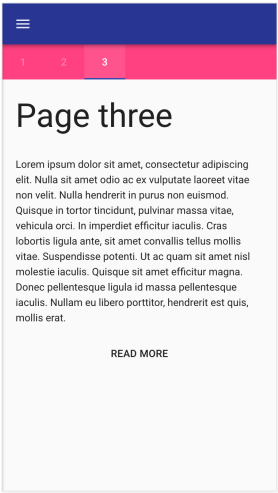 1 2 3
Page three
Lorem ipsum dolor sit amet, consectetur adipiscing
elit. Nulla sit amet odio ac ex vulputate laoreet vitae
non velit. Nulla hendrerit in purus non euismod.
Quisque in tortor tincidunt, pulvinar massa vitae,
vehicula orci. In imperdiet efficitur iaculis. Cras
lobortis ligula ante, sit amet convallis tellus mollis
vitae. Suspendisse potenti. Ut ac quam sit amet nisl
molestie iaculis. Quisque sit amet efficitur magna.
Donec pellentesque ligula id massa pellentesque
iaculis. Nullam eu libero porttitor, hendrerit est quis,
mollis erat.
READ MORE